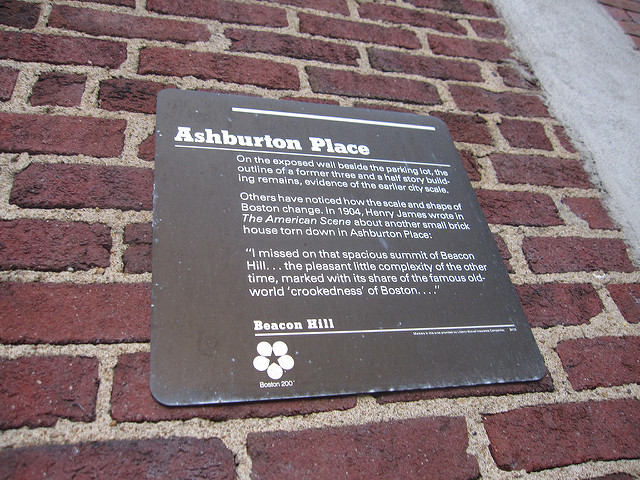 Ashburton Place
On the exposed wall beside the parking lot, the
outline of a former three and a half story build-
ing remains, evidence of the earlier city scale.
Others have noticed how the scale and shape of
Boston change. In 1904, Henry James wrote in
The American Scene about another small brick
house torn down in Ashburton Place:
“I missed on that spacious summit of Beacon
Hill. . . the pleasant little complexity of the other
time, marked with its share of the famous old-
world ‘crookedness’ of Boston. . . .”
Beacon Hill
Boston 200